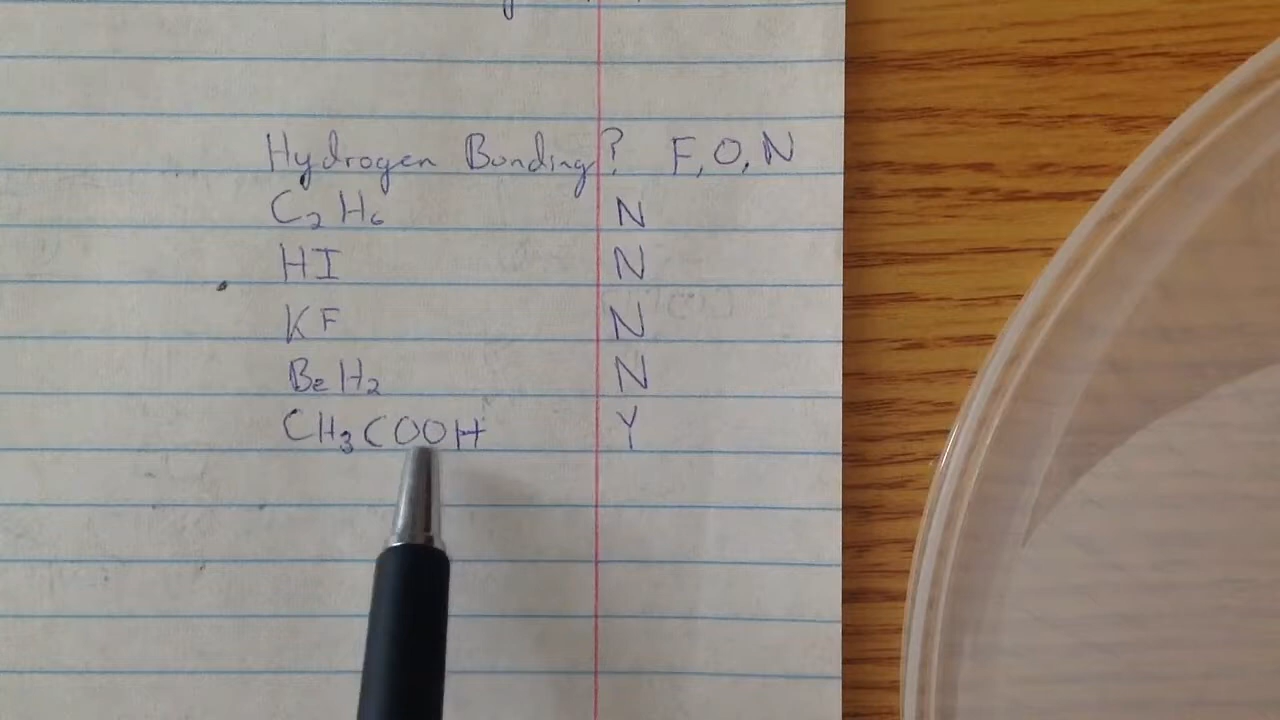 Hydrogen Bonding? F, O, N
C₂H₆ N
HI N
KF N
BeH₂ N
CH₃COOH Y